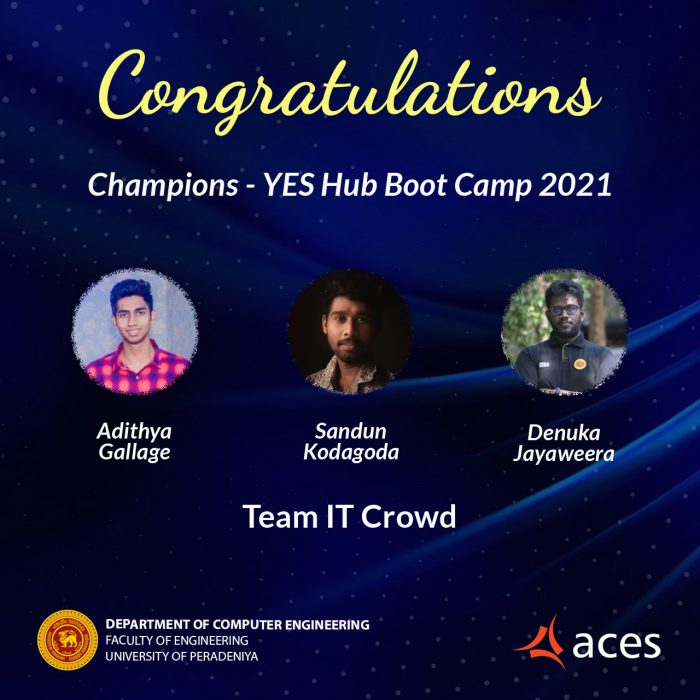 Congratulations
Champions - YES Hub Boot Camp 2021
Adithya
Gallage
Sandun
Kodagoda
Denuka
Jayaweera
Team IT Crowd
DEPARTMENT OF COMPUTER ENGINEERING
FACULTY OF ENGINEERING
UNIVERSITY OF PERADENIYA
aces